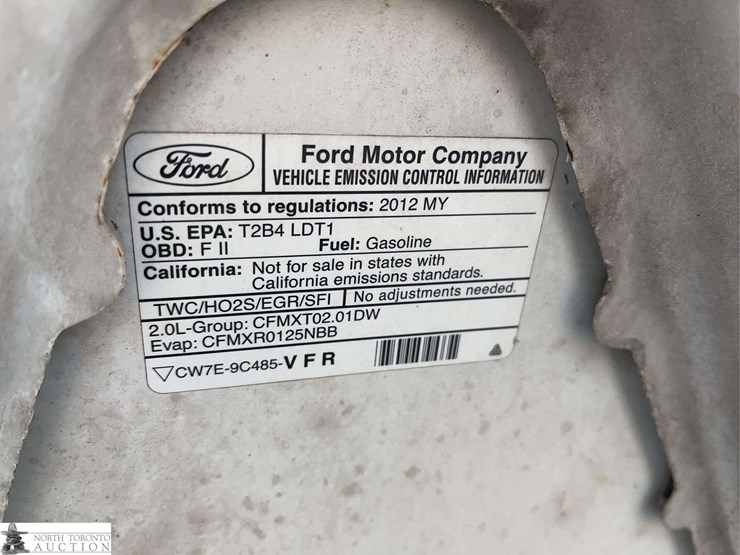 Ford
Ford Motor Company
VEHICLE EMISSION CONTROL INFORMATION
Conforms to regulations: 2012 MY
U.S. EPA: T2B4 LDT1
OBD: F II Fuel: Gasoline
California: Not for sale in states with
California emissions standards.
TWC/HO2S/EGR/SFI No adjustments needed.
2.0L-Group: CFMXT02.01DW
Evap: CFMXR0125NBB
CW7E-9C485-V F R
NORTH TORONTO
AUCTION